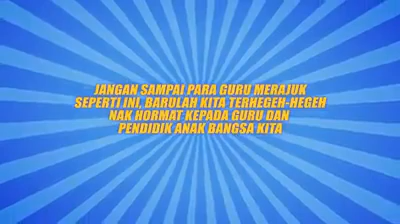 JANGAN SAMPAI PARA GURU MERAJUK
SEPERTI INI, BARULAH KITA TERHEGEH-HEGEH
NAK HORMAT KEPADA GURU DAN
PENDIDIK ANAK BANGSA KITA